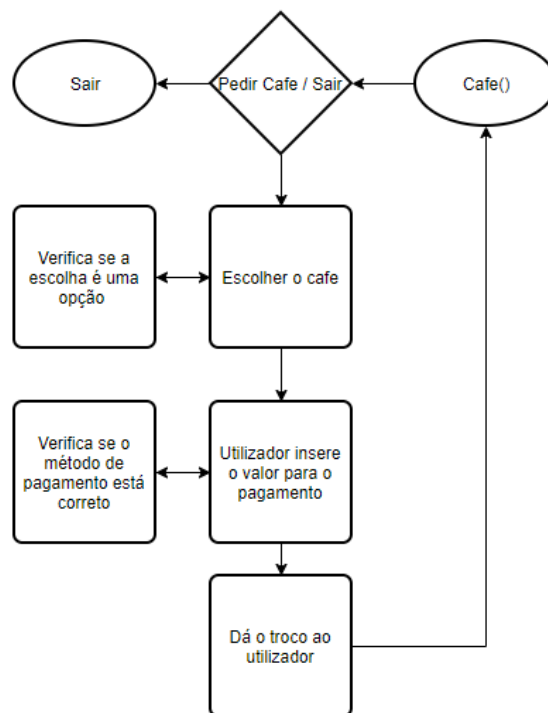 Sair
Pedir Cafe / Sair
Cafe()
Verifica se a
escolha é uma
opção
Escolher o cafe
Verifica se o
método de
pagamento está
correto
Utilizador insere
o valor para o
pagamento
Dá o troco ao
utilizador